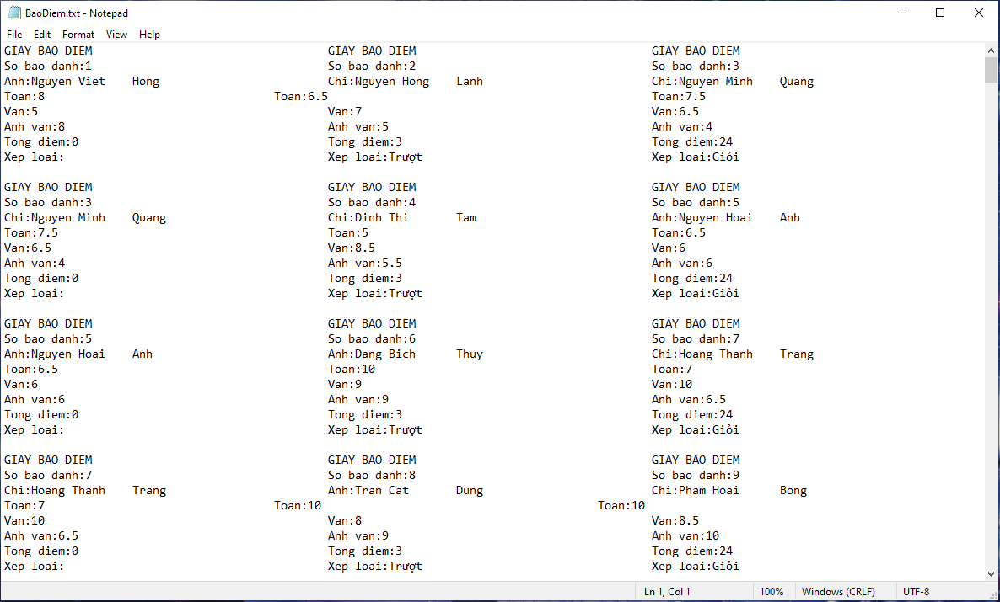 BaoDiem.txt - Notepad
File Edit Format View Help
GIAY BAO DIEM GIAY BAO DIEM GIAY BAO DIEM
So bao danh:1 So bao danh:2 So bao danh:3
Anh:Nguyen Viet Hong Chi:Nguyen Hong Lanh Chi:Nguyen Minh Quang
Toan:8 Toan:6.5 Toan:7.5
Van:5 Van:7 Van:6.5
Anh van:8 Anh van:5 Anh van:4
Tong diem:0 Tong diem:3 Tong diem:24
Xep loai: Xep loai:Trượt Xep loai:Giỏi
GIAY BAO DIEM GIAY BAO DIEM GIAY BAO DIEM
So bao danh:3 So bao danh:4 So bao danh:5
Chi:Nguyen Minh Quang Chi:Dinh Thi Tam Anh:Nguyen Hoai Anh
Toan:7.5 Toan:5 Toan:6.5
Van:6.5 Van:8.5 Van:6
Anh van:4 Anh van:5.5 Anh van:6
Tong diem:0 Tong diem:3 Tong diem:24
Xep loai: Xep loai:Trượt Xep loai:Giỏi
GIAY BAO DIEM GIAY BAO DIEM GIAY BAO DIEM
So bao danh:5 So bao danh:6 So bao danh:7
Anh:Nguyen Hoai Anh Anh:Dang Bich Thuy Chi:Hoang Thanh Trang
Toan:6.5 Toan:10 Toan:7
Van:6 Van:9 Van:10
Anh van:6 Anh van:9 Anh van:6.5
Tong diem:0 Tong diem:3 Tong diem:24
Xep loai: Xep loai:Trượt Xep loai:Giỏi
GIAY BAO DIEM GIAY BAO DIEM GIAY BAO DIEM
So bao danh:7 So bao danh:8 So bao danh:9
Chi:Hoang Thanh Trang Anh:Tran Cat Dung Chi:Pham Hoai Bong
Toan:7 Toan:10 Toan:10
Van:10 Van:8 Van:8.5
Anh van:6.5 Anh van:9 Anh van:10
Tong diem:0 Tong diem:3 Tong diem:24
Xep loai: Xep loai:Trượt Xep loai:Giỏi
Ln 1, Col 1 100% Windows (CRLF) UTF-8